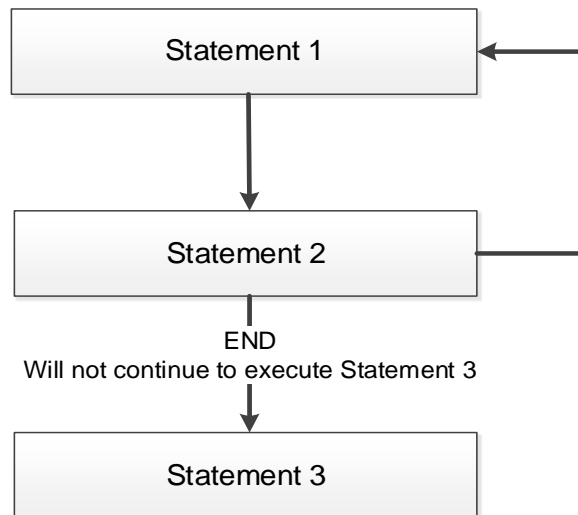 Statement 1
Statement 2
END
Will not continue to execute Statement 3
Statement 3